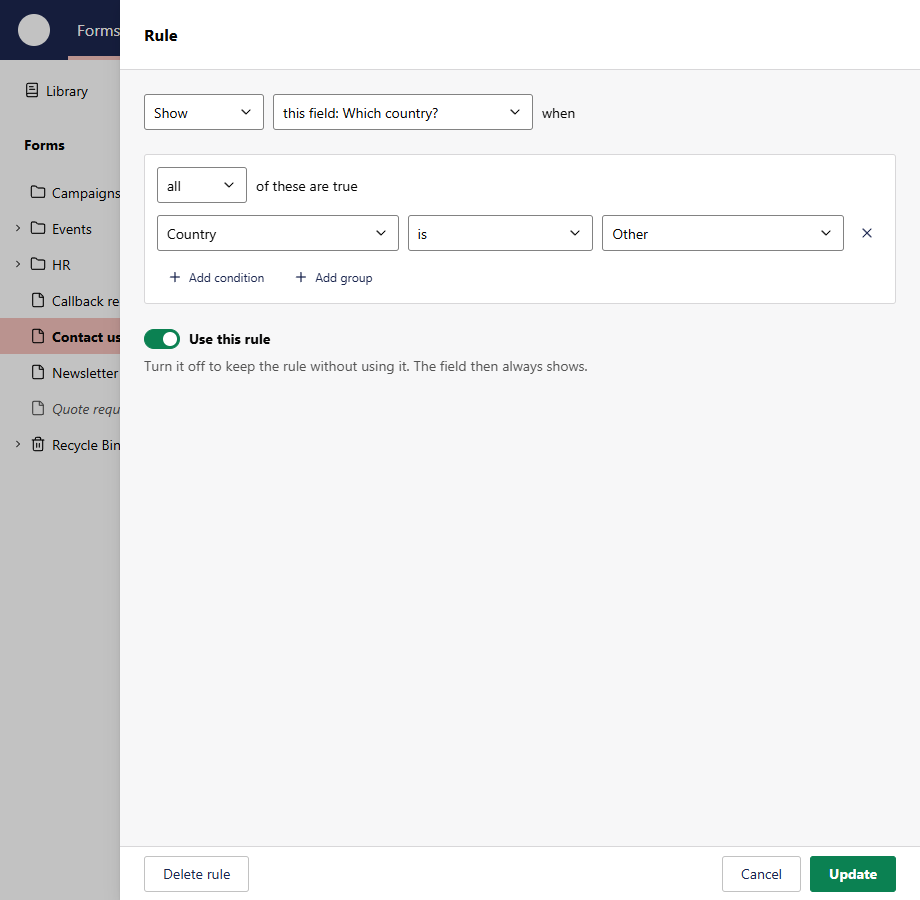 Forms
Rule
Library
Forms
Campaigns
Events
HR
Callback re
Contact us
Newsletter
Quote requ
Recycle Bin
Show
this field: Which country?
when
all
of these are true
Country
is
Other
Add condition
Add group
Use this rule
Turn it off to keep the rule without using it. The field then always shows.
Delete rule
Cancel
Update